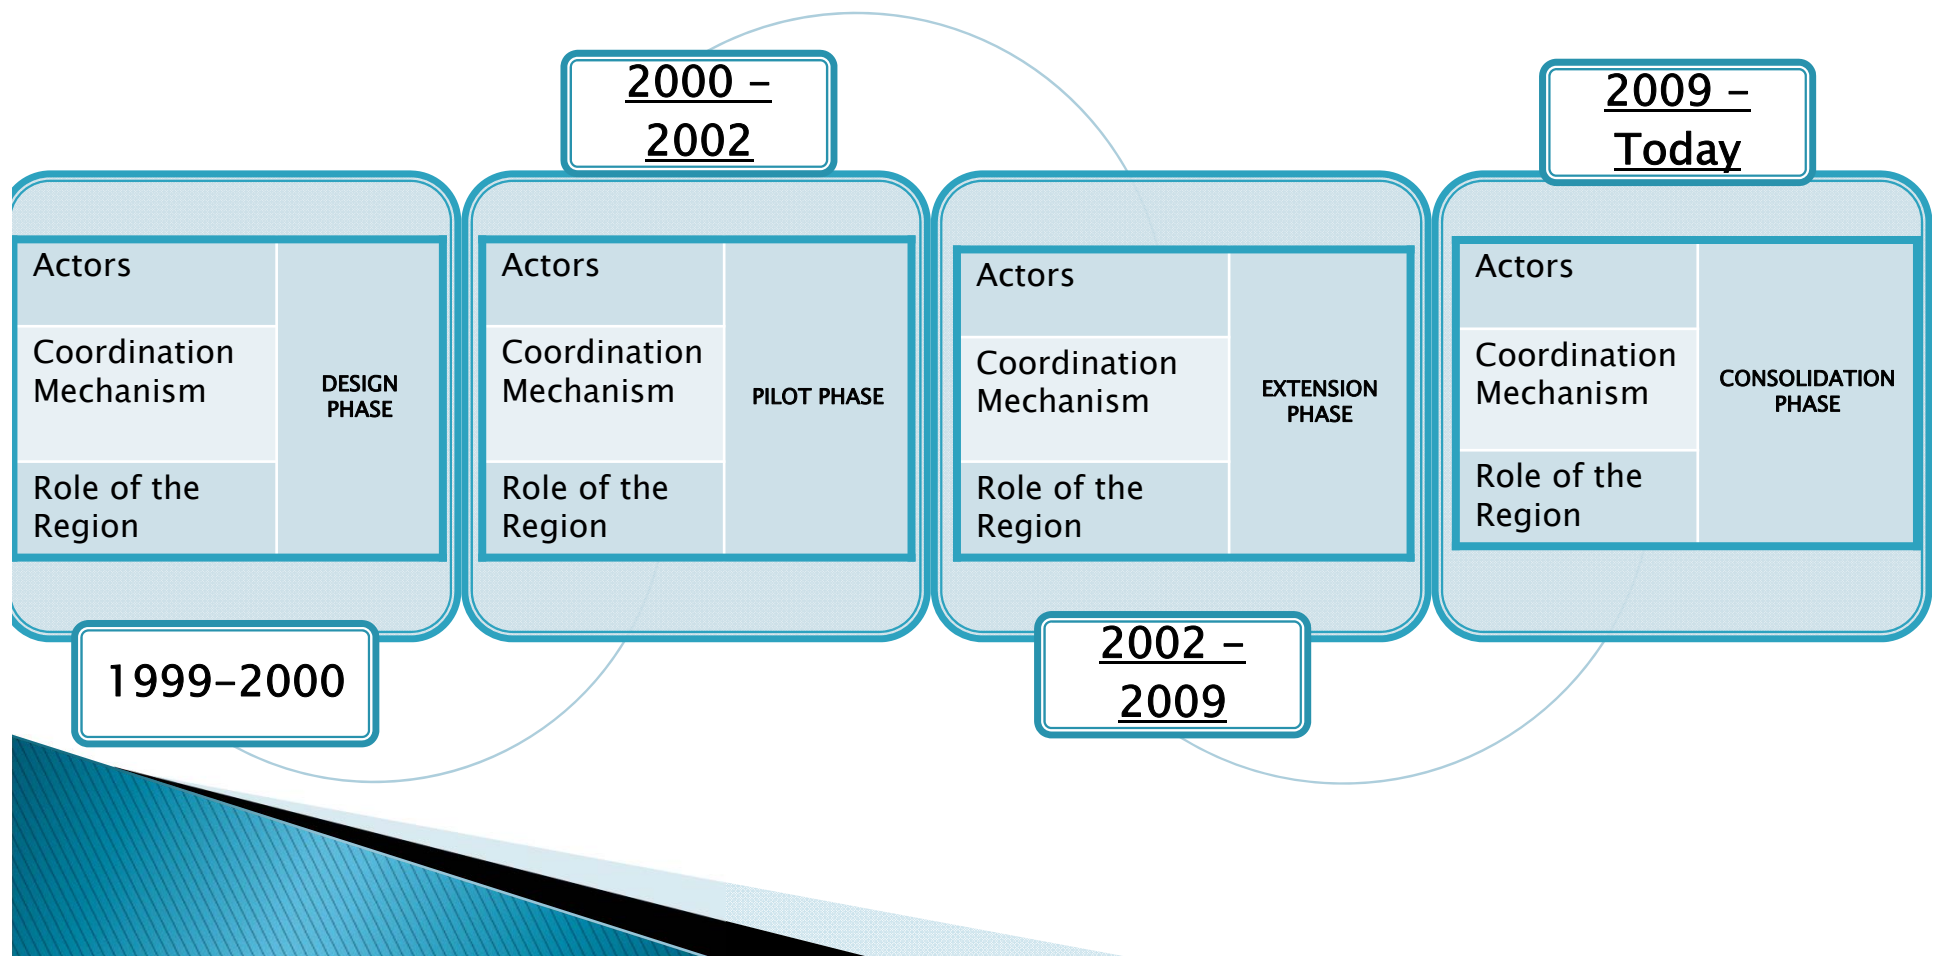 2000 –
2002
2009 –
Today
Actors
Coordination
Mechanism
Role of the
Region
DESIGN
PHASE
1999–2000
Actors
Coordination
Mechanism
Role of the
Region
PILOT PHASE
Actors
Coordination
Mechanism
Role of the
Region
EXTENSION
PHASE
2002 –
2009
Actors
Coordination
Mechanism
Role of the
Region
CONSOLIDATION
PHASE